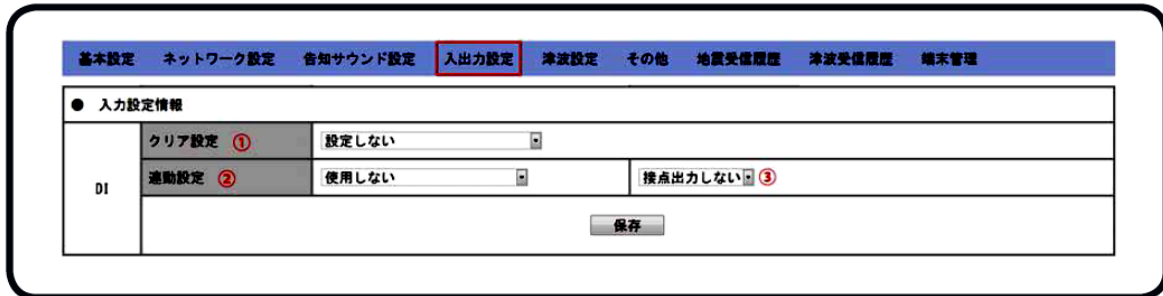 基本設定 ネットワーク設定 告知サウンド設定 入出力設定 津波設定 その他 地震受信履歴 津波受信履歴 端末管理
● 入力設定情報
DI
クリア設定 ① 設定しない
連動設定 ② 使用しない 接点出力しない ③
保存